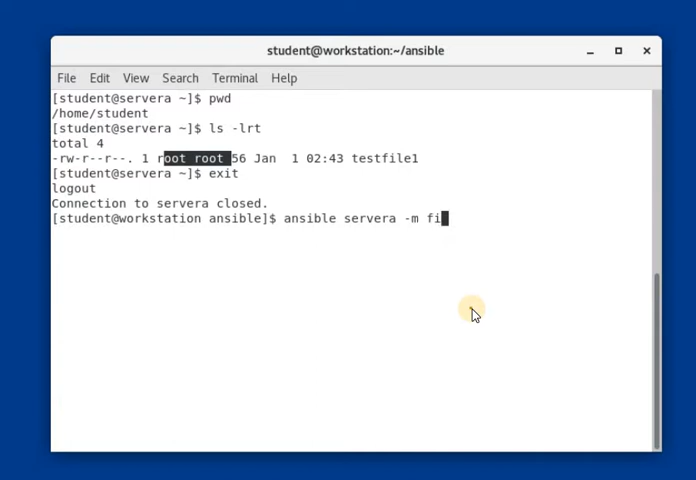 student@workstation:~/ansible
File Edit View Search Terminal Help
[student@servera ~]$ pwd
/home/student
[student@servera ~]$ ls -lrt
total 4
-rw-r--r--. 1 root root 56 Jan  1 02:43 testfile1
[student@servera ~]$ exit
logout
Connection to servera closed.
[student@workstation ansible]$ ansible servera -m fi